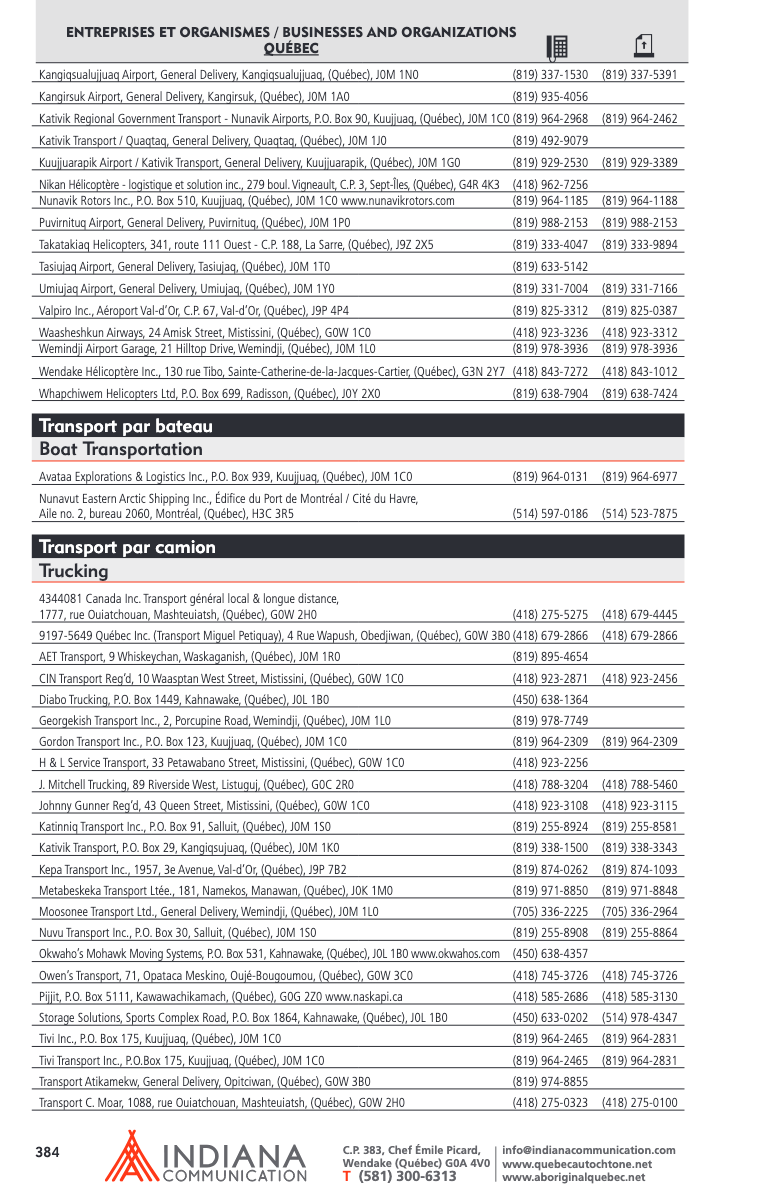 ENTREPRISES ET ORGANISMES / BUSINESSES AND ORGANIZATIONS
QUÉBEC
Kangiqsualujjuaq Airport, General Delivery, Kangiqsualujjuaq, (Québec), J0M 1N0 (819) 337-1530 (819) 337-5391
Kangirsuk Airport, General Delivery, Kangirsuk, (Québec), J0M 1A0 (819) 935-4056
Kativik Regional Government Transport - Nunavik Airports, P.O. Box 90, Kuujjuaq, (Québec), J0M 1C0 (819) 964-2968 (819) 964-2462
Kativik Transport / Quaqtaq, General Delivery, Quaqtaq, (Québec), J0M 1J0 (819) 492-9079
Kuujjuarapik Airport / Kativik Transport, General Delivery, Kuujjuarapik, (Québec), J0M 1G0 (819) 929-2530 (819) 929-3389
Nikan Hélicoptère - logistique et solution inc., 279 boul. Vigneault, C.P. 3, Sept-Îles, (Québec), G4R 4K3 (418) 962-7256
Nunavik Rotors Inc., P.O. Box 510, Kuujjuaq, (Québec), J0M 1C0 www.nunavikrotors.com (819) 964-1185 (819) 964-1188
Puvirnituq Airport, General Delivery, Puvirnituq, (Québec), J0M 1P0 (819) 988-2153 (819) 988-2153
Takatakiaq Helicopters, 341, route 111 Ouest - C.P. 188, La Sarre, (Québec), J9Z 2X5 (819) 333-4047 (819) 333-9894
Tasiujaq Airport, General Delivery, Tasiujaq, (Québec), J0M 1T0 (819) 633-5142
Umiujaq Airport, General Delivery, Umiujaq, (Québec), J0M 1Y0 (819) 331-7004 (819) 331-7166
Valpiro Inc., Aéroport Val-d'Or, C.P. 67, Val-d'Or, (Québec), J9P 4P4 (819) 825-3312 (819) 825-0387
Waasheshkun Airways, 24 Amisk Street, Mistissini, (Québec), G0W 1C0 (418) 923-3236 (418) 923-3312
Wemindji Airport Garage, 21 Hilltop Drive, Wemindji, (Québec), J0M 1L0 (819) 978-3936 (819) 978-3936
Wendake Hélicoptère Inc., 130 rue Tibo, Sainte-Catherine-de-la-Jacques-Cartier, (Québec), G3N 2Y7 (418) 843-7272 (418) 843-1012
Whapchiwem Helicopters Ltd, P.O. Box 699, Radisson, (Québec), J0Y 2X0 (819) 638-7904 (819) 638-7424
Transport par bateau
Boat Transportation
Avataa Explorations & Logistics Inc., P.O. Box 939, Kuujjuaq, (Québec), J0M 1C0 (819) 964-0131 (819) 964-6977
Nunavut Eastern Arctic Shipping Inc., Édifice du Port de Montréal / Cité du Havre,
Aile no. 2, bureau 2060, Montréal, (Québec), H3C 3R5 (514) 597-0186 (514) 523-7875
Transport par camion
Trucking
4344081 Canada Inc. Transport général local & longue distance,
1777, rue Ouiatchouan, Mashteuiatsh, (Québec), G0W 2H0 (418) 275-5275 (418) 679-4445
9197-5649 Québec Inc. (Transport Miguel Petiquay), 4 Rue Wapush, Obedjiwan, (Québec), G0W 3B0 (418) 679-2866 (418) 679-2866
AET Transport, 9 Whiskeychan, Waskaganish, (Québec), J0M 1R0 (819) 895-4654
CIN Transport Reg'd, 10 Waasptan West Street, Mistissini, (Québec), G0W 1C0 (418) 923-2871 (418) 923-2456
Diabo Trucking, P.O. Box 1449, Kahnawake, (Québec), J0L 1B0 (450) 638-1364
Georgekish Transport Inc., 2, Porcupine Road, Wemindji, (Québec), J0M 1L0 (819) 978-7749
Gordon Transport Inc., P.O. Box 123, Kuujjuaq, (Québec), J0M 1C0 (819) 964-2309 (819) 964-2309
H & L Service Transport, 33 Petawabano Street, Mistissini, (Québec), G0W 1C0 (418) 923-2256
J. Mitchell Trucking, 89 Riverside West, Listuguj, (Québec), G0C 2R0 (418) 788-3204 (418) 788-5460
Johnny Gunner Reg'd, 43 Queen Street, Mistissini, (Québec), G0W 1C0 (418) 923-3108 (418) 923-3115
Katinniq Transport Inc., P.O. Box 91, Salluit, (Québec), J0M 1S0 (819) 255-8924 (819) 255-8581
Kativik Transport, P.O. Box 29, Kangiqsujuaq, (Québec), J0M 1K0 (819) 338-1500 (819) 338-3343
Kepa Transport Inc., 1957, 3e Avenue, Val-d'Or, (Québec), J9P 7B2 (819) 874-0262 (819) 874-1093
Metabeskeka Transport Ltée., 181, Namekos, Manawan, (Québec), J0K 1M0 (819) 971-8850 (819) 971-8848
Moosonee Transport Ltd., General Delivery, Wemindji, (Québec), J0M 1L0 (705) 336-2225 (705) 336-2964
Nuvu Transport Inc., P.O. Box 30, Salluit, (Québec), J0M 1S0 (819) 255-8908 (819) 255-8864
Okwaho's Mohawk Moving Systems, P.O. Box 531, Kahnawake, (Québec), J0L 1B0 www.okwahos.com (450) 638-4357
Owen's Transport, 71, Opataca Meskino, Oujé-Bougoumou, (Québec), G0W 3C0 (418) 745-3726 (418) 745-3726
Pijjit, P.O. Box 5111, Kawawachikamach, (Québec), G0G 2Z0 www.naskapi.ca (418) 585-2686 (418) 585-3130
Storage Solutions, Sports Complex Road, P.O. Box 1864, Kahnawake, (Québec), J0L 1B0 (450) 633-0202 (514) 978-4347
Tivi Inc., P.O. Box 175, Kuujjuaq, (Québec), J0M 1C0 (819) 964-2465 (819) 964-2831
Tivi Transport Inc., P.O.Box 175, Kuujjuaq, (Québec), J0M 1C0 (819) 964-2465 (819) 964-2831
Transport Atikamekw, General Delivery, Opitciwan, (Québec), G0W 3B0 (819) 974-8855
Transport C. Moar, 1088, rue Ouiatchouan, Mashteuiatsh, (Québec), G0W 2H0 (418) 275-0323 (418) 275-0100
384
INDIANA
COMMUNICATION
C.P. 383, Chef Émile Picard,
Wendake (Québec) G0A 4V0
T (581) 300-6313
info@indianacommunication.com
www.quebecautochtone.net
www.aboriginalquebec.net